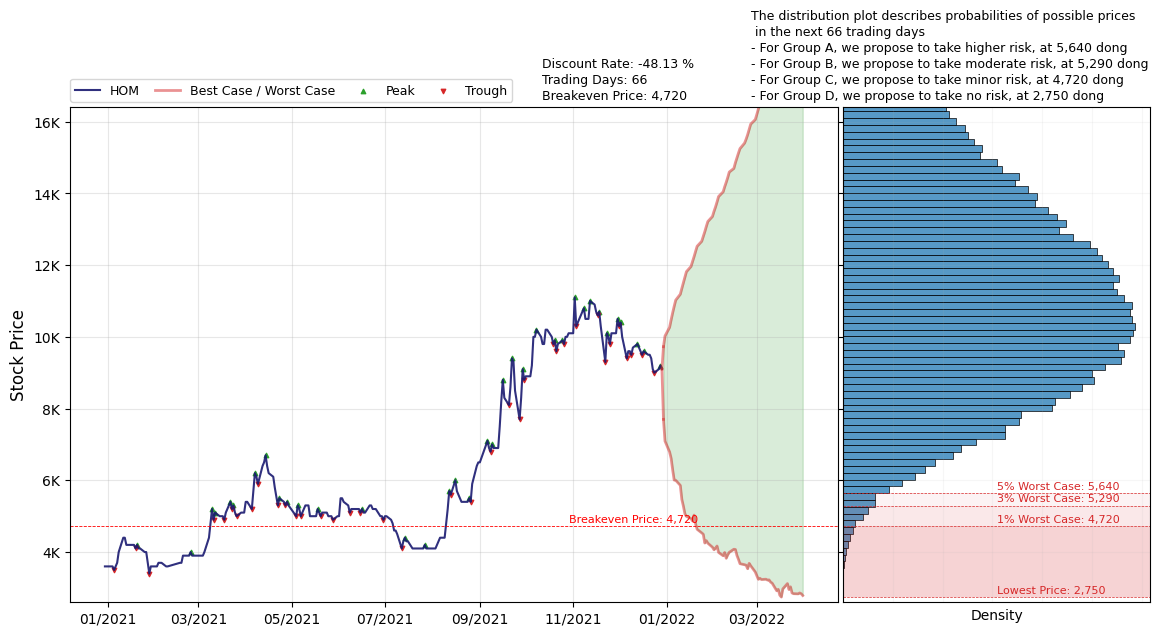 The distribution plot describes probabilities of possible prices
in the next 66 trading days
- For Group A, we propose to take higher risk, at 5,640 dong
- For Group B, we propose to take moderate risk, at 5,290 dong
- For Group C, we propose to take minor risk, at 4,720 dong
- For Group D, we propose to take no risk, at 2,750 dong
Discount Rate: -48.13 %
Trading Days: 66
Breakeven Price: 4,720
HOM
Best Case / Worst Case
Peak
Trough
Stock Price
16K
14K
12K
10K
8K
6K
4K
Breakeven Price: 4,720
5% Worst Case: 5,640
3% Worst Case: 5,290
1% Worst Case: 4,720
Lowest Price: 2,750
01/2021
03/2021
05/2021
07/2021
09/2021
11/2021
01/2022
03/2022
Density